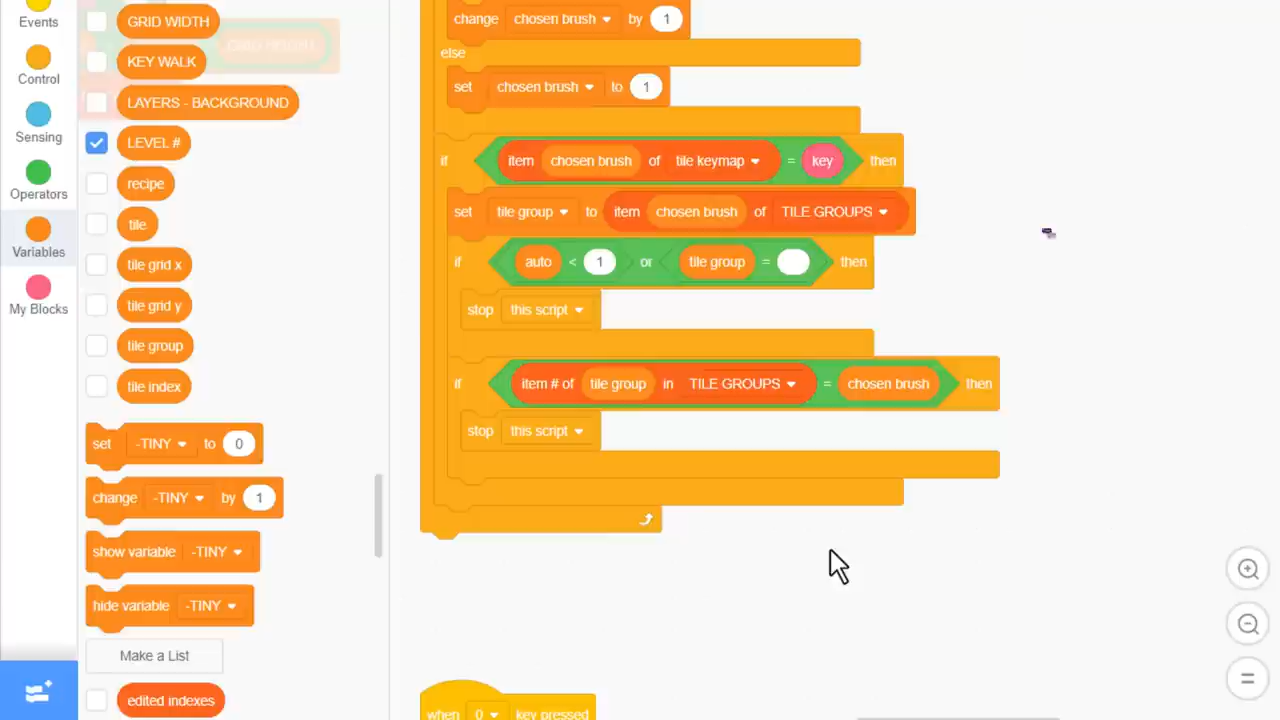 Events
Control
Sensing
Operators
Variables
My Blocks
GRID WIDTH
KEY WALK
LAYERS - BACKGROUND
LEVEL #
recipe
tile
tile grid x
tile grid y
tile group
tile index
set -TINY to 0
change -TINY by 1
show variable -TINY
hide variable -TINY
Make a List
edited indexes
change chosen brush by 1
else
set chosen brush to 1
if item chosen brush of tile keymap = key then
set tile group to item chosen brush of TILE GROUPS
if auto < 1 or tile group = then
stop this script
if item # of tile group in TILE GROUPS = chosen brush then
stop this script
when 0 key pressed